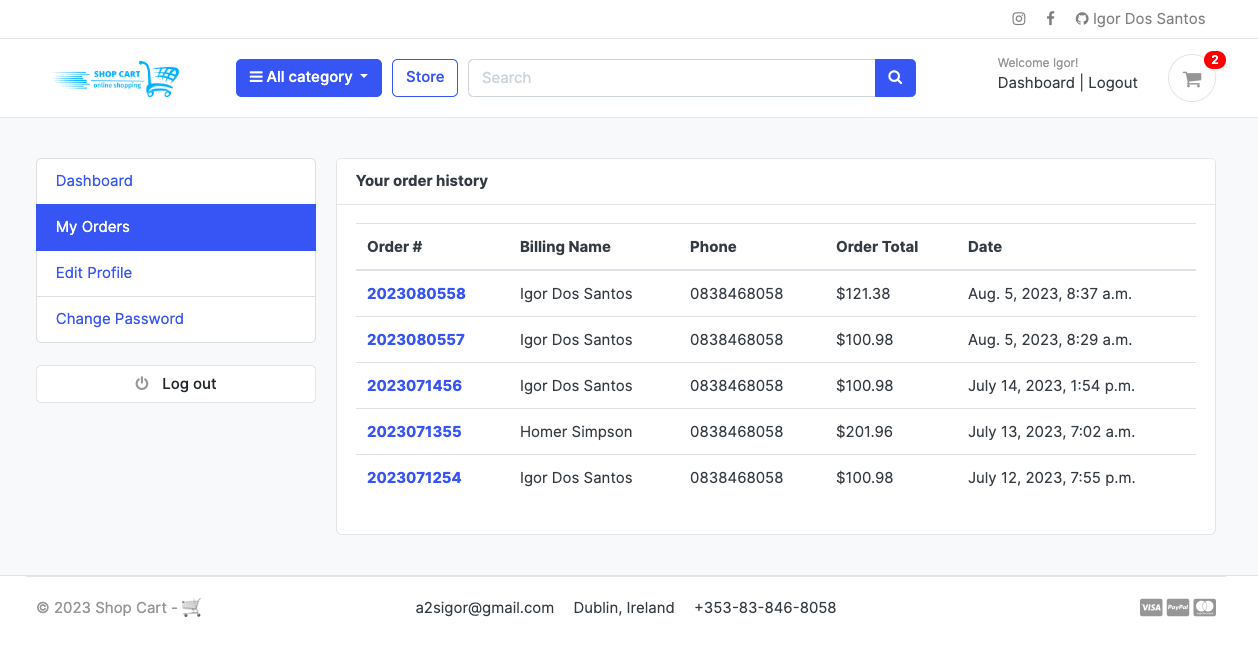 Igor Dos Santos
SHOP CART
online shopping
All category
Store
Search
Welcome Igor!
Dashboard | Logout
2
Dashboard
My Orders
Edit Profile
Change Password
Log out
Your order history
Order # Billing Name Phone Order Total Date
2023080558 Igor Dos Santos 0838468058 $121.38 Aug. 5, 2023, 8:37 a.m.
2023080557 Igor Dos Santos 0838468058 $100.98 Aug. 5, 2023, 8:29 a.m.
2023071456 Igor Dos Santos 0838468058 $100.98 July 14, 2023, 1:54 p.m.
2023071355 Homer Simpson 0838468058 $201.96 July 13, 2023, 7:02 a.m.
2023071254 Igor Dos Santos 0838468058 $100.98 July 12, 2023, 7:55 p.m.
© 2023 Shop Cart -
a2sigor@gmail.com Dublin, Ireland +353-83-846-8058
VISA PayPal